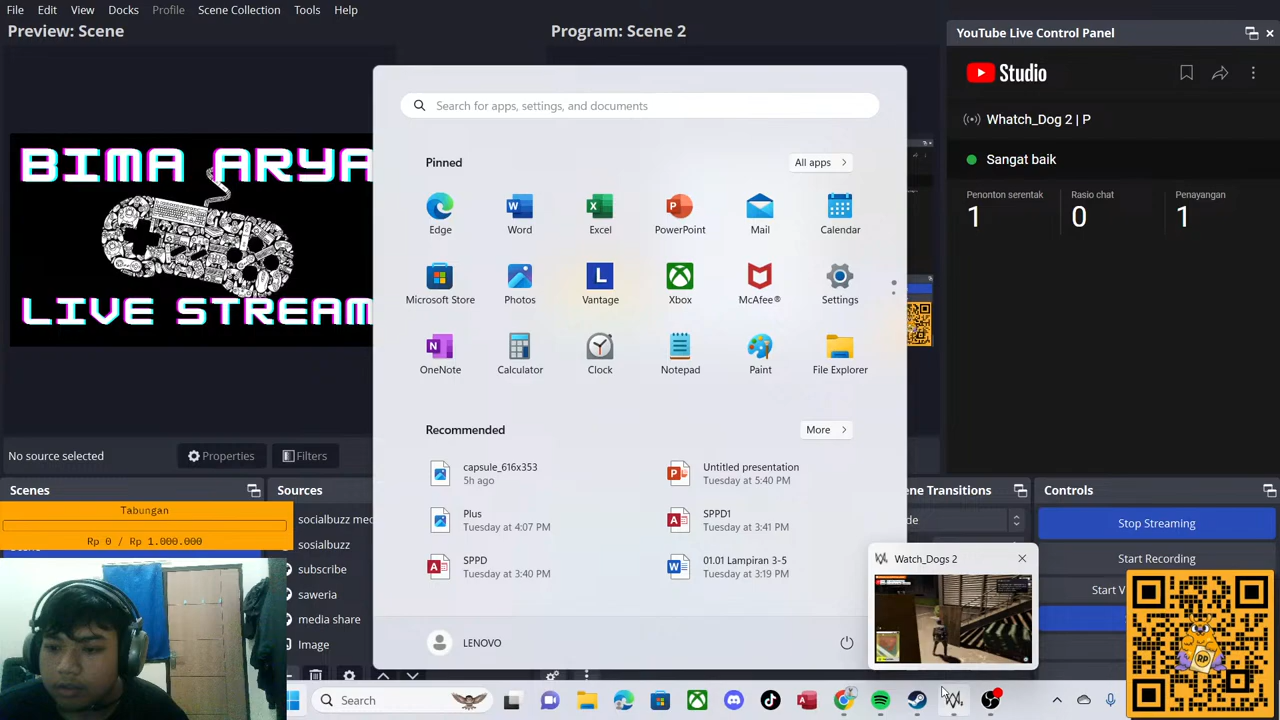 File Edit View Docks Profile Scene Collection Tools Help
Preview: Scene
Program: Scene 2
YouTube Live Control Panel
Studio
Whatch_Dog 2 | P
Sangat baik
Penonton serentak Rasio chat Penayangan
1 0 1
BIMA ARYA
LIVE STREAM
Search for apps, settings, and documents
Pinned
All apps
Edge Word Excel PowerPoint Mail Calendar
Microsoft Store Photos Vantage Xbox McAfee® Settings
OneNote Calculator Clock Notepad Paint File Explorer
Recommended
More
capsule_616x353
5h ago
Untitled presentation
Tuesday at 5:40 PM
Plus
Tuesday at 4:07 PM
SPPD1
Tuesday at 3:41 PM
SPPD
Tuesday at 3:40 PM
01.01 Lampiran 3-5
Tuesday at 3:19 PM
LENOVO
No source selected
Properties
Filters
Scenes
Sources
ene Transitions
Controls
Tabungan
Rp 0 / Rp 1.000.000
socialbuzz med
sosialbuzz
subscribe
saweria
media share
Image
de
Stop Streaming
Start Recording
Start V
Watch_Dogs 2
Search